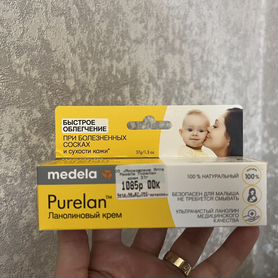 БЫСТРОЕ
ОБЛЕГЧЕНИЕ
ПРИ БОЛЕЗНЕННЫХ
СОСКАХ
И СУХОСТИ КОЖИ
37g/1.3 oz
medela
Purelan™
Ланолиновый крем
1085р 00к
100 % НАТУРАЛЬНЫЙ
100%
БЕЗОПАСЕН ДЛЯ МАЛЫША
НЕ ТРЕБУЕТСЯ СМЫВАТЬ
УЛЬТРАЧИСТЫЙ ЛАНОЛИН
МЕДИЦИНСКОГО
КАЧЕСТВА